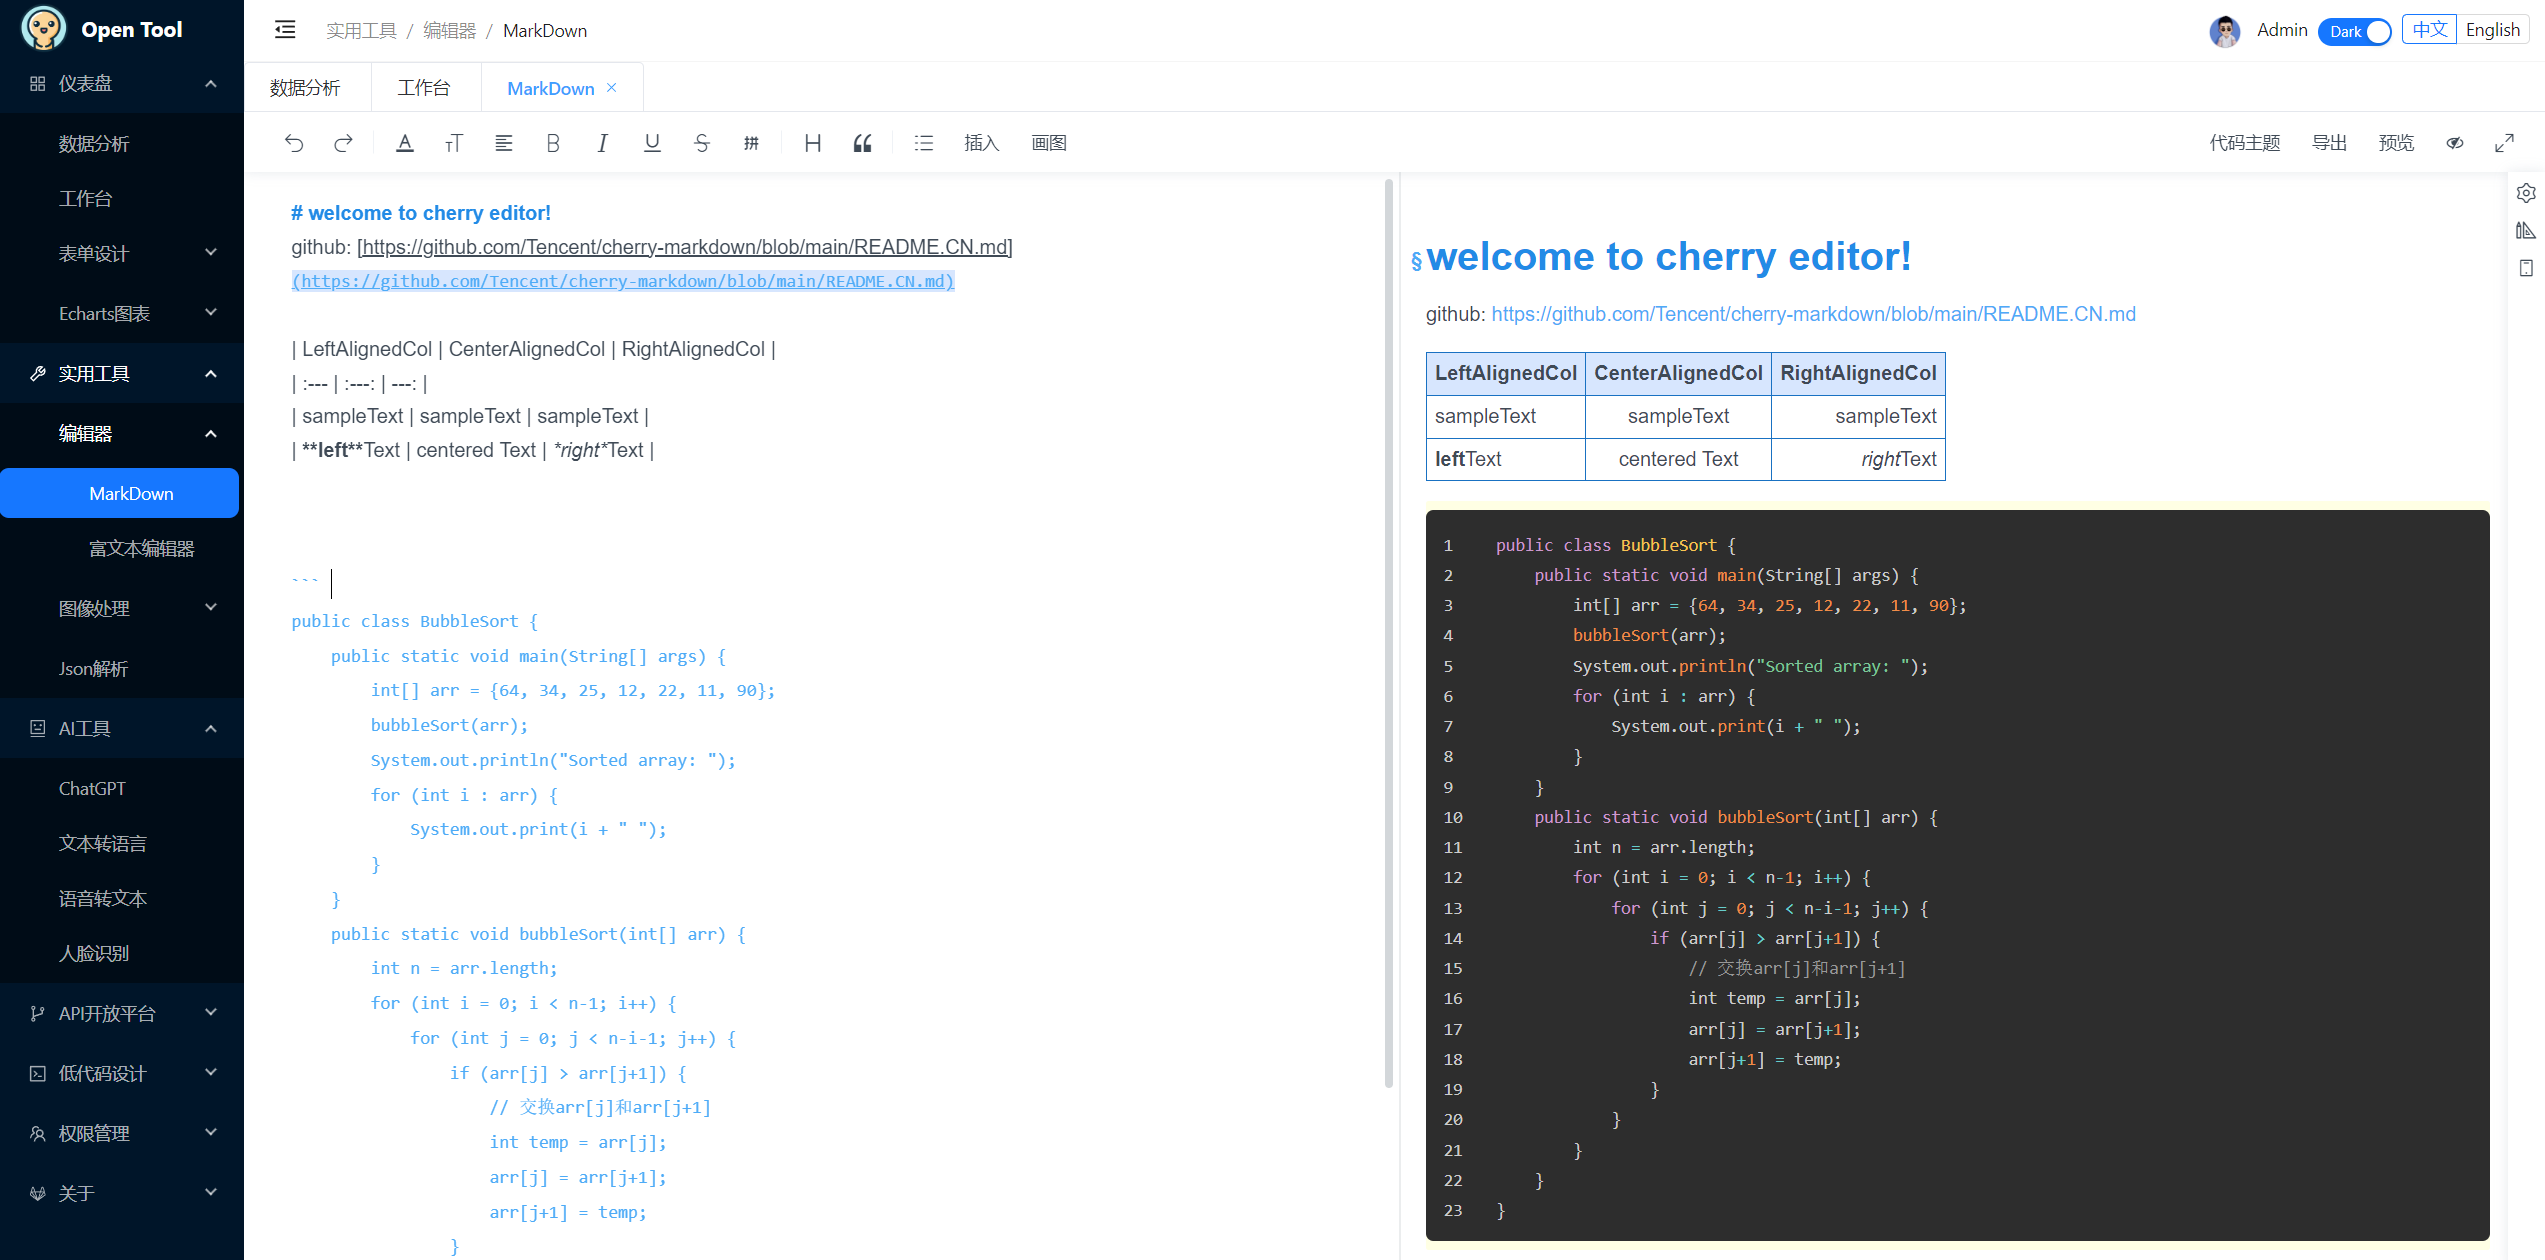 Open Tool
仪表盘
数据分析
工作台
表单设计
Echarts图表
实用工具
编辑器
MarkDown
富文本编辑器
图像处理
Json解析
AI工具
ChatGPT
文本转语言
语音转文本
人脸识别
API开放平台
低代码设计
权限管理
关于
实用工具 / 编辑器 / MarkDown
Admin Dark 中文 English
数据分析 工作台 MarkDown ×
插入 画图 代码主题 导出 预览
# welcome to cherry editor!
github: [https://github.com/Tencent/cherry-markdown/blob/main/README.CN.md]
(https://github.com/Tencent/cherry-markdown/blob/main/README.CN.md)
| LeftAlignedCol | CenterAlignedCol | RightAlignedCol |
| :--- | :---: | ---: |
| sampleText | sampleText | sampleText |
| **left**Text | centered Text | *right*Text |
```
public class BubbleSort {
    public static void main(String[] args) {
        int[] arr = {64, 34, 25, 12, 22, 11, 90};
        bubbleSort(arr);
        System.out.println("Sorted array: ");
        for (int i : arr) {
            System.out.print(i + " ");
        }
    }
    public static void bubbleSort(int[] arr) {
        int n = arr.length;
        for (int i = 0; i < n-1; i++) {
            for (int j = 0; j < n-i-1; j++) {
                if (arr[j] > arr[j+1]) {
                    // 交换arr[j]和arr[j+1]
                    int temp = arr[j];
                    arr[j] = arr[j+1];
                    arr[j+1] = temp;
                }
§ welcome to cherry editor!
github: https://github.com/Tencent/cherry-markdown/blob/main/README.CN.md
LeftAlignedCol CenterAlignedCol RightAlignedCol
sampleText sampleText sampleText
leftText centered Text rightText
1 public class BubbleSort {
2     public static void main(String[] args) {
3         int[] arr = {64, 34, 25, 12, 22, 11, 90};
4         bubbleSort(arr);
5         System.out.println("Sorted array: ");
6         for (int i : arr) {
7             System.out.print(i + " ");
8         }
9     }
10     public static void bubbleSort(int[] arr) {
11         int n = arr.length;
12         for (int i = 0; i < n-1; i++) {
13             for (int j = 0; j < n-i-1; j++) {
14                 if (arr[j] > arr[j+1]) {
15                     // 交换arr[j]和arr[j+1]
16                     int temp = arr[j];
17                     arr[j] = arr[j+1];
18                     arr[j+1] = temp;
19                 }
20             }
21         }
22     }
23 }